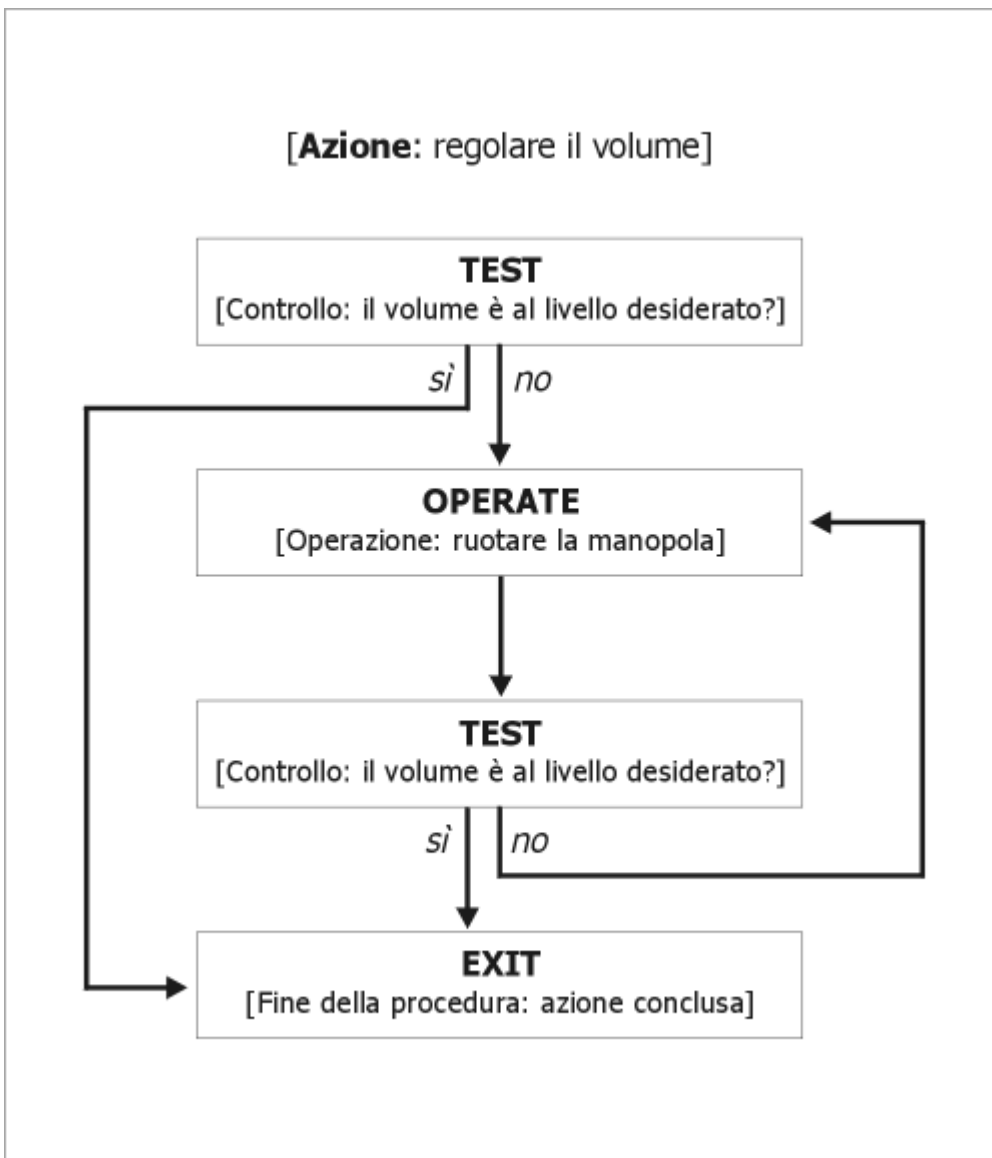 [Azione: regolare il volume]
TEST
[Controllo: il volume è al livello desiderato?]
sì no
OPERATE
[Operazione: ruotare la manopola]
TEST
[Controllo: il volume è al livello desiderato?]
sì no
EXIT
[Fine della procedura: azione conclusa]